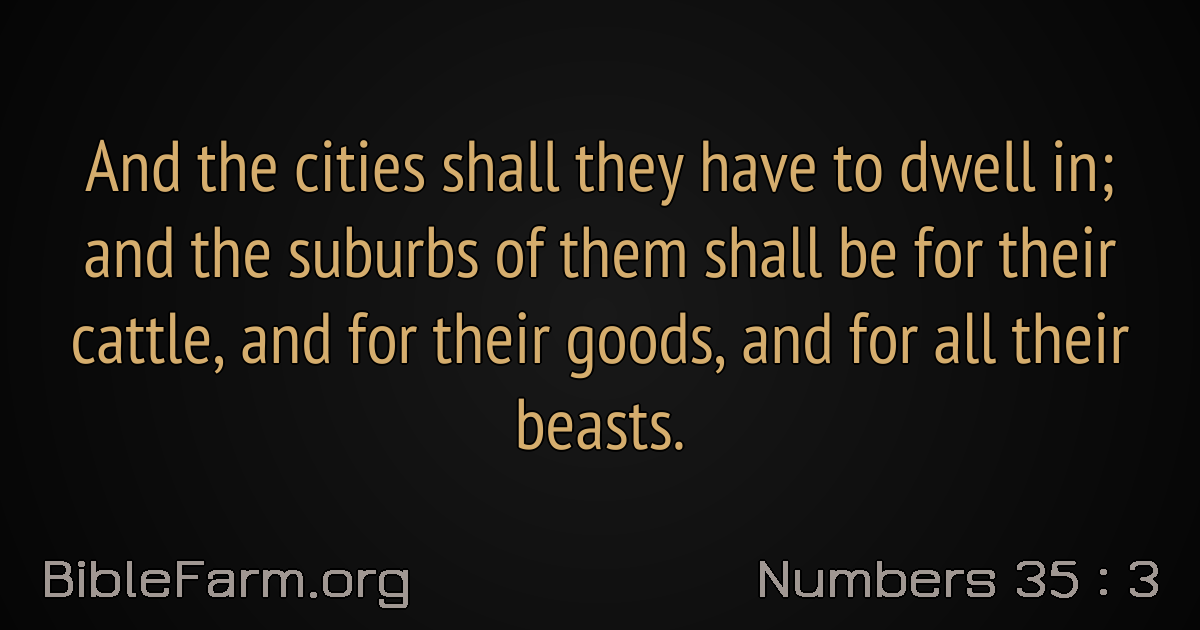 And the cities shall they have to dwell in;
and the suburbs of them shall be for their
cattle, and for their goods, and for all their
beasts.
BibleFarm.org
Numbers 35 : 3